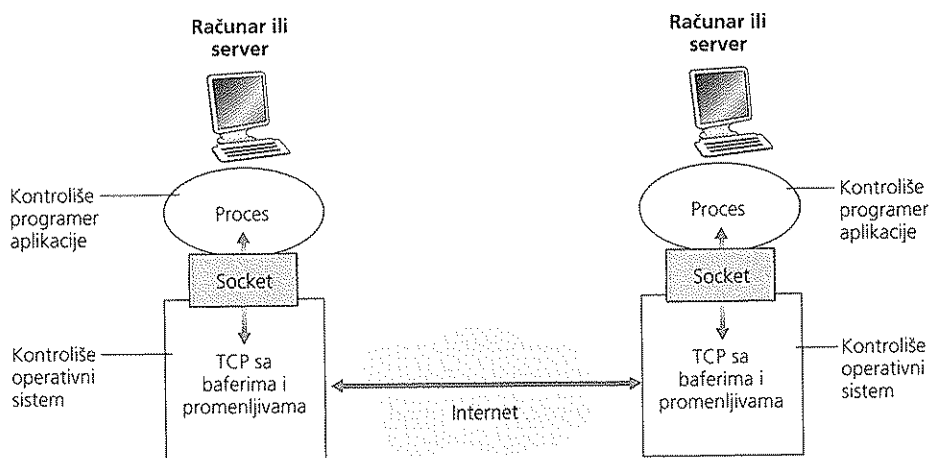 Računar ili
server
Računar ili
server
Kontroliše
programer
aplikacije
Proces
Proces
Kontroliše
programer
aplikacije
Socket
Socket
Kontroliše
operativni
sistem
TCP sa
baferima i
promenljivama
Internet
TCP sa
baferima i
promenljivama
Kontroliše
operativni
sistem